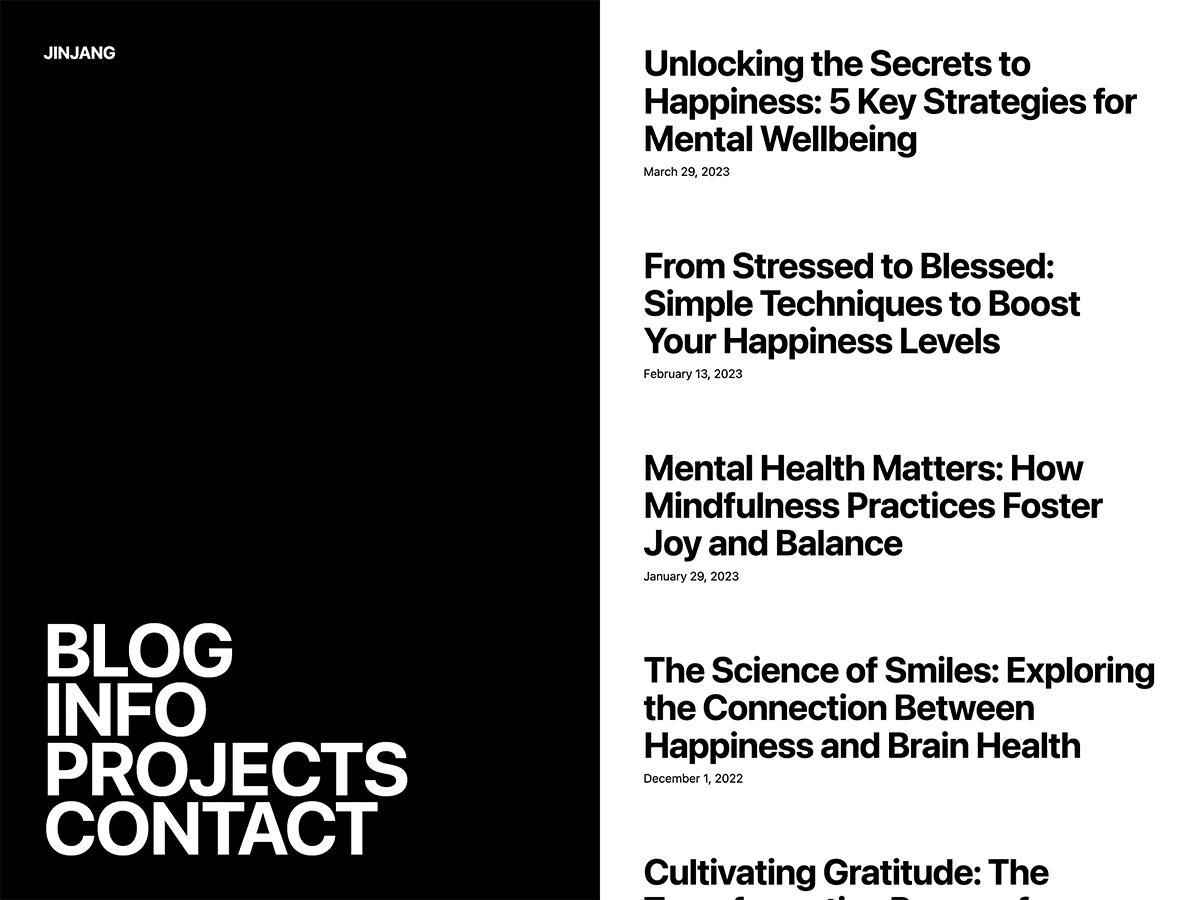 JINJANG
BLOG
INFO
PROJECTS
CONTACT
Unlocking the Secrets to
Happiness: 5 Key Strategies for
Mental Wellbeing
March 29, 2023
From Stressed to Blessed:
Simple Techniques to Boost
Your Happiness Levels
February 13, 2023
Mental Health Matters: How
Mindfulness Practices Foster
Joy and Balance
January 29, 2023
The Science of Smiles: Exploring
the Connection Between
Happiness and Brain Health
December 1, 2022
Cultivating Gratitude: The